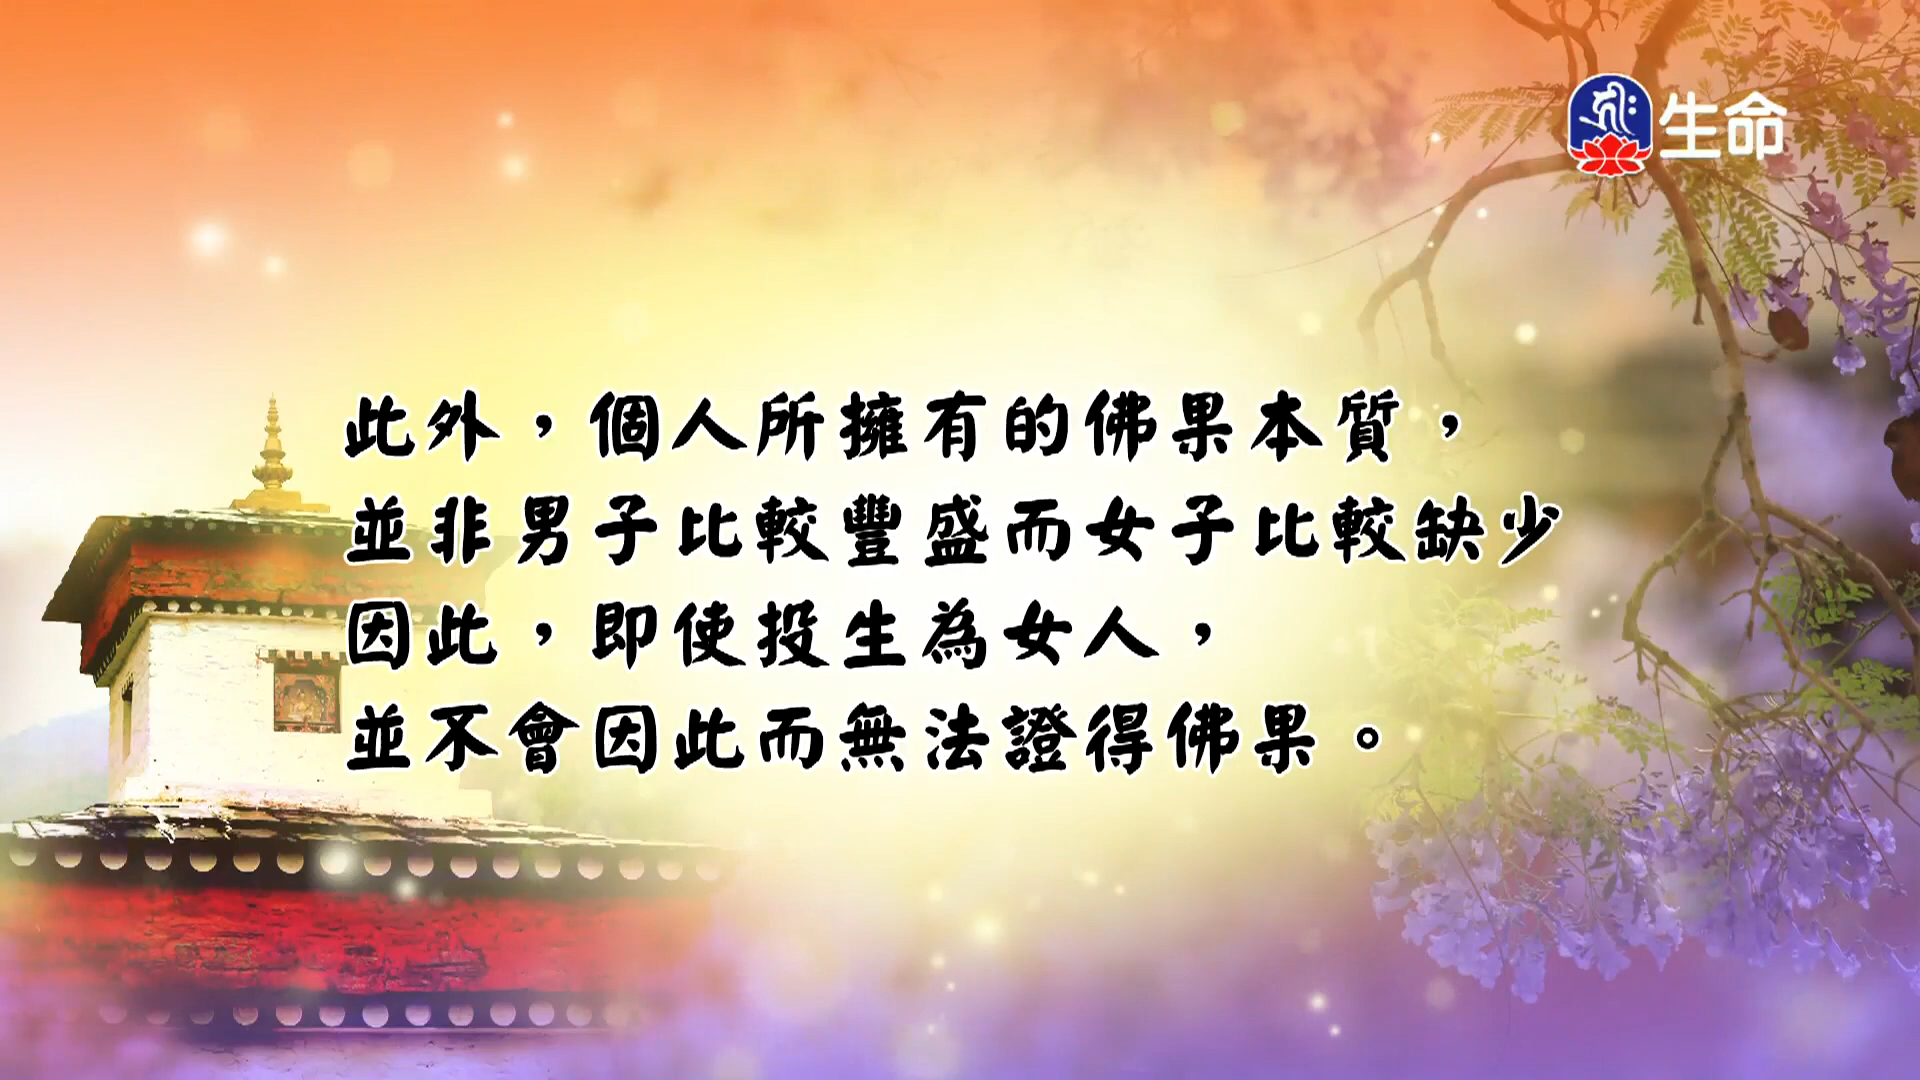 生命
此外，個人所擁有的佛果本質，
並非男子比較豐盛而女子比較缺少
因此，即使投生為女人，
並不會因此而無法證得佛果。